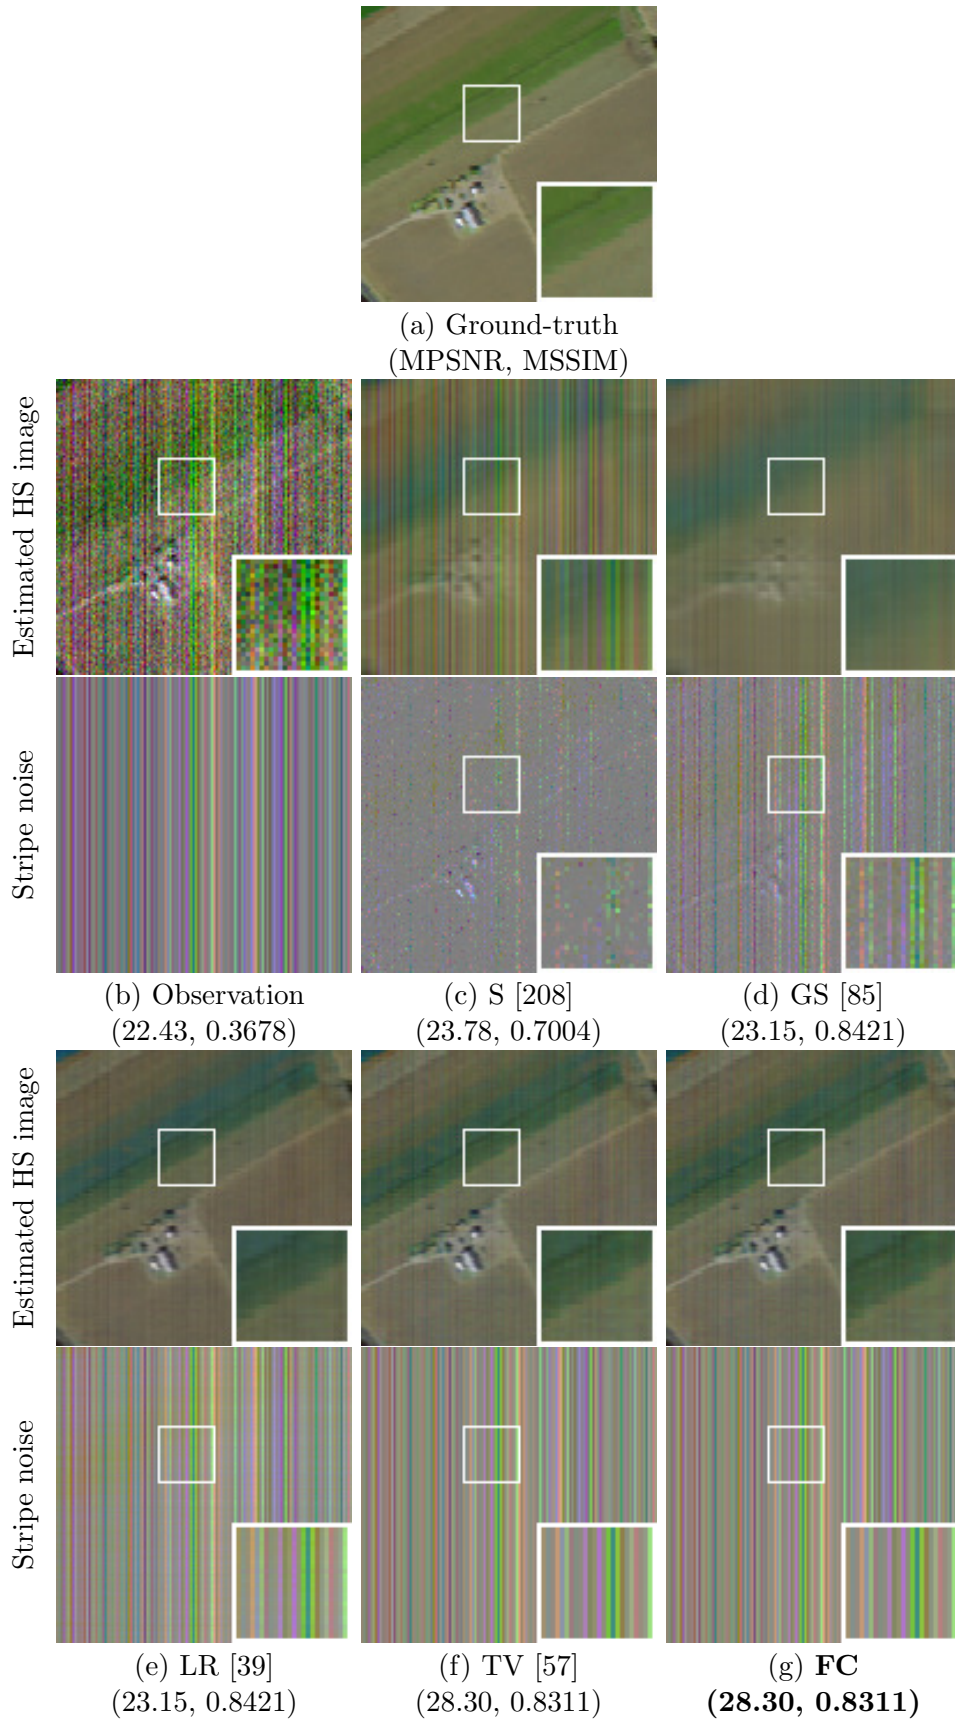 (a) Ground-truth
(MPSNR, MSSIM)
Estimated HS image
Stripe noise
(b) Observation
(22.43, 0.3678)
(c) S [208]
(23.78, 0.7004)
(d) GS [85]
(23.15, 0.8421)
Estimated HS image
Stripe noise
(e) LR [39]
(23.15, 0.8421)
(f) TV [57]
(28.30, 0.8311)
(g) FC
(28.30, 0.8311)